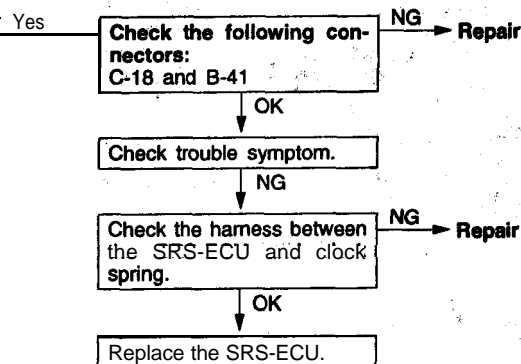 Yes
Check the following con-
nectors:
C-18 and B-41
NG
Repair
OK
Check trouble symptom.
NG
Check the harness between
the SRS-ECU and clock
spring.
NG
Repair
OK
Replace the SRS-ECU.